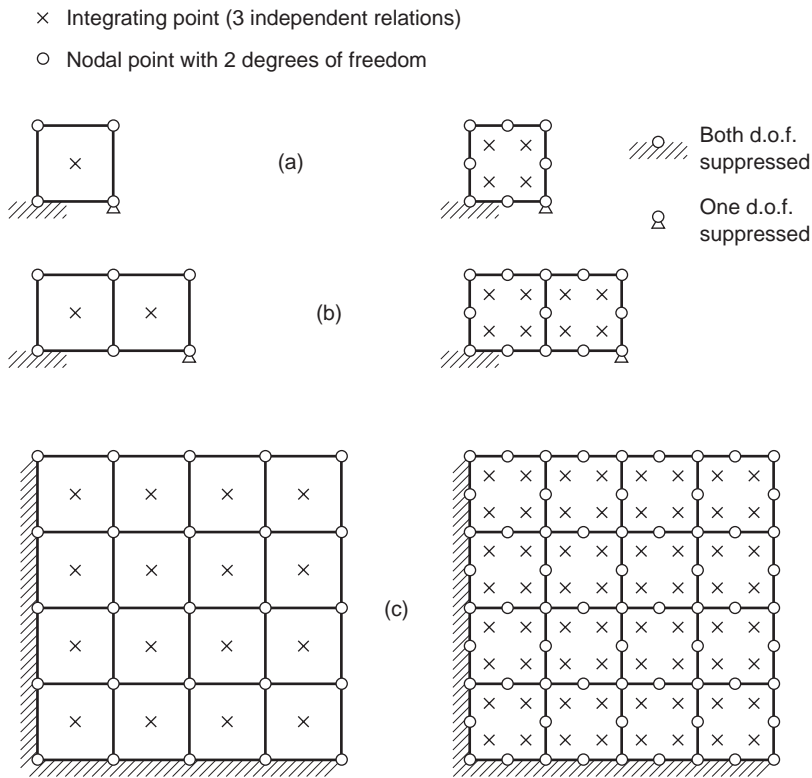 Integrating point (3 independent relations)
Nodal point with 2 degrees of freedom
(a)
Both d.o.f.
suppressed
One d.o.f.
suppressed
(b)
(c)